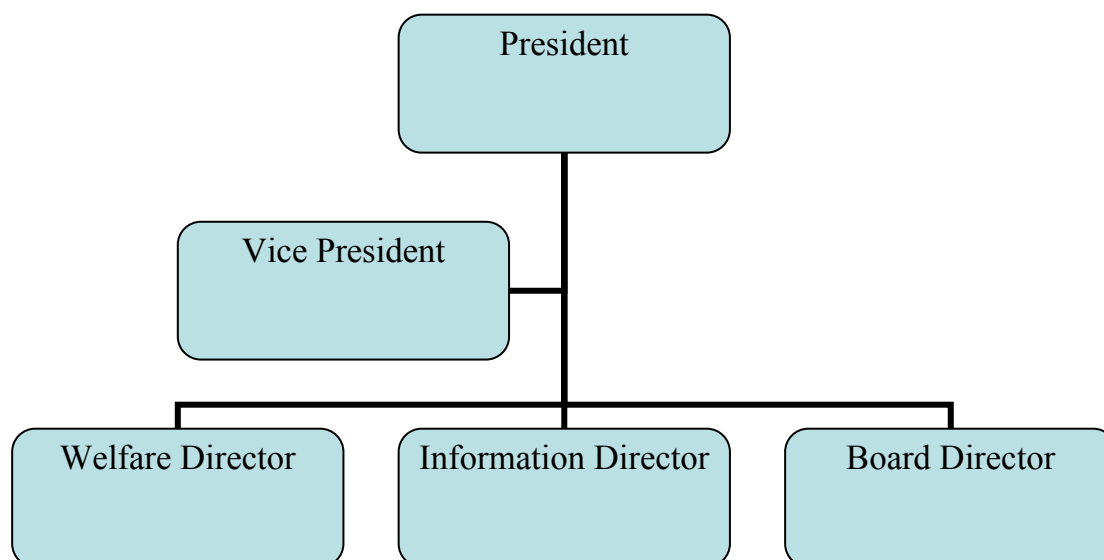 President
Vice President
Welfare Director
Information Director
Board Director